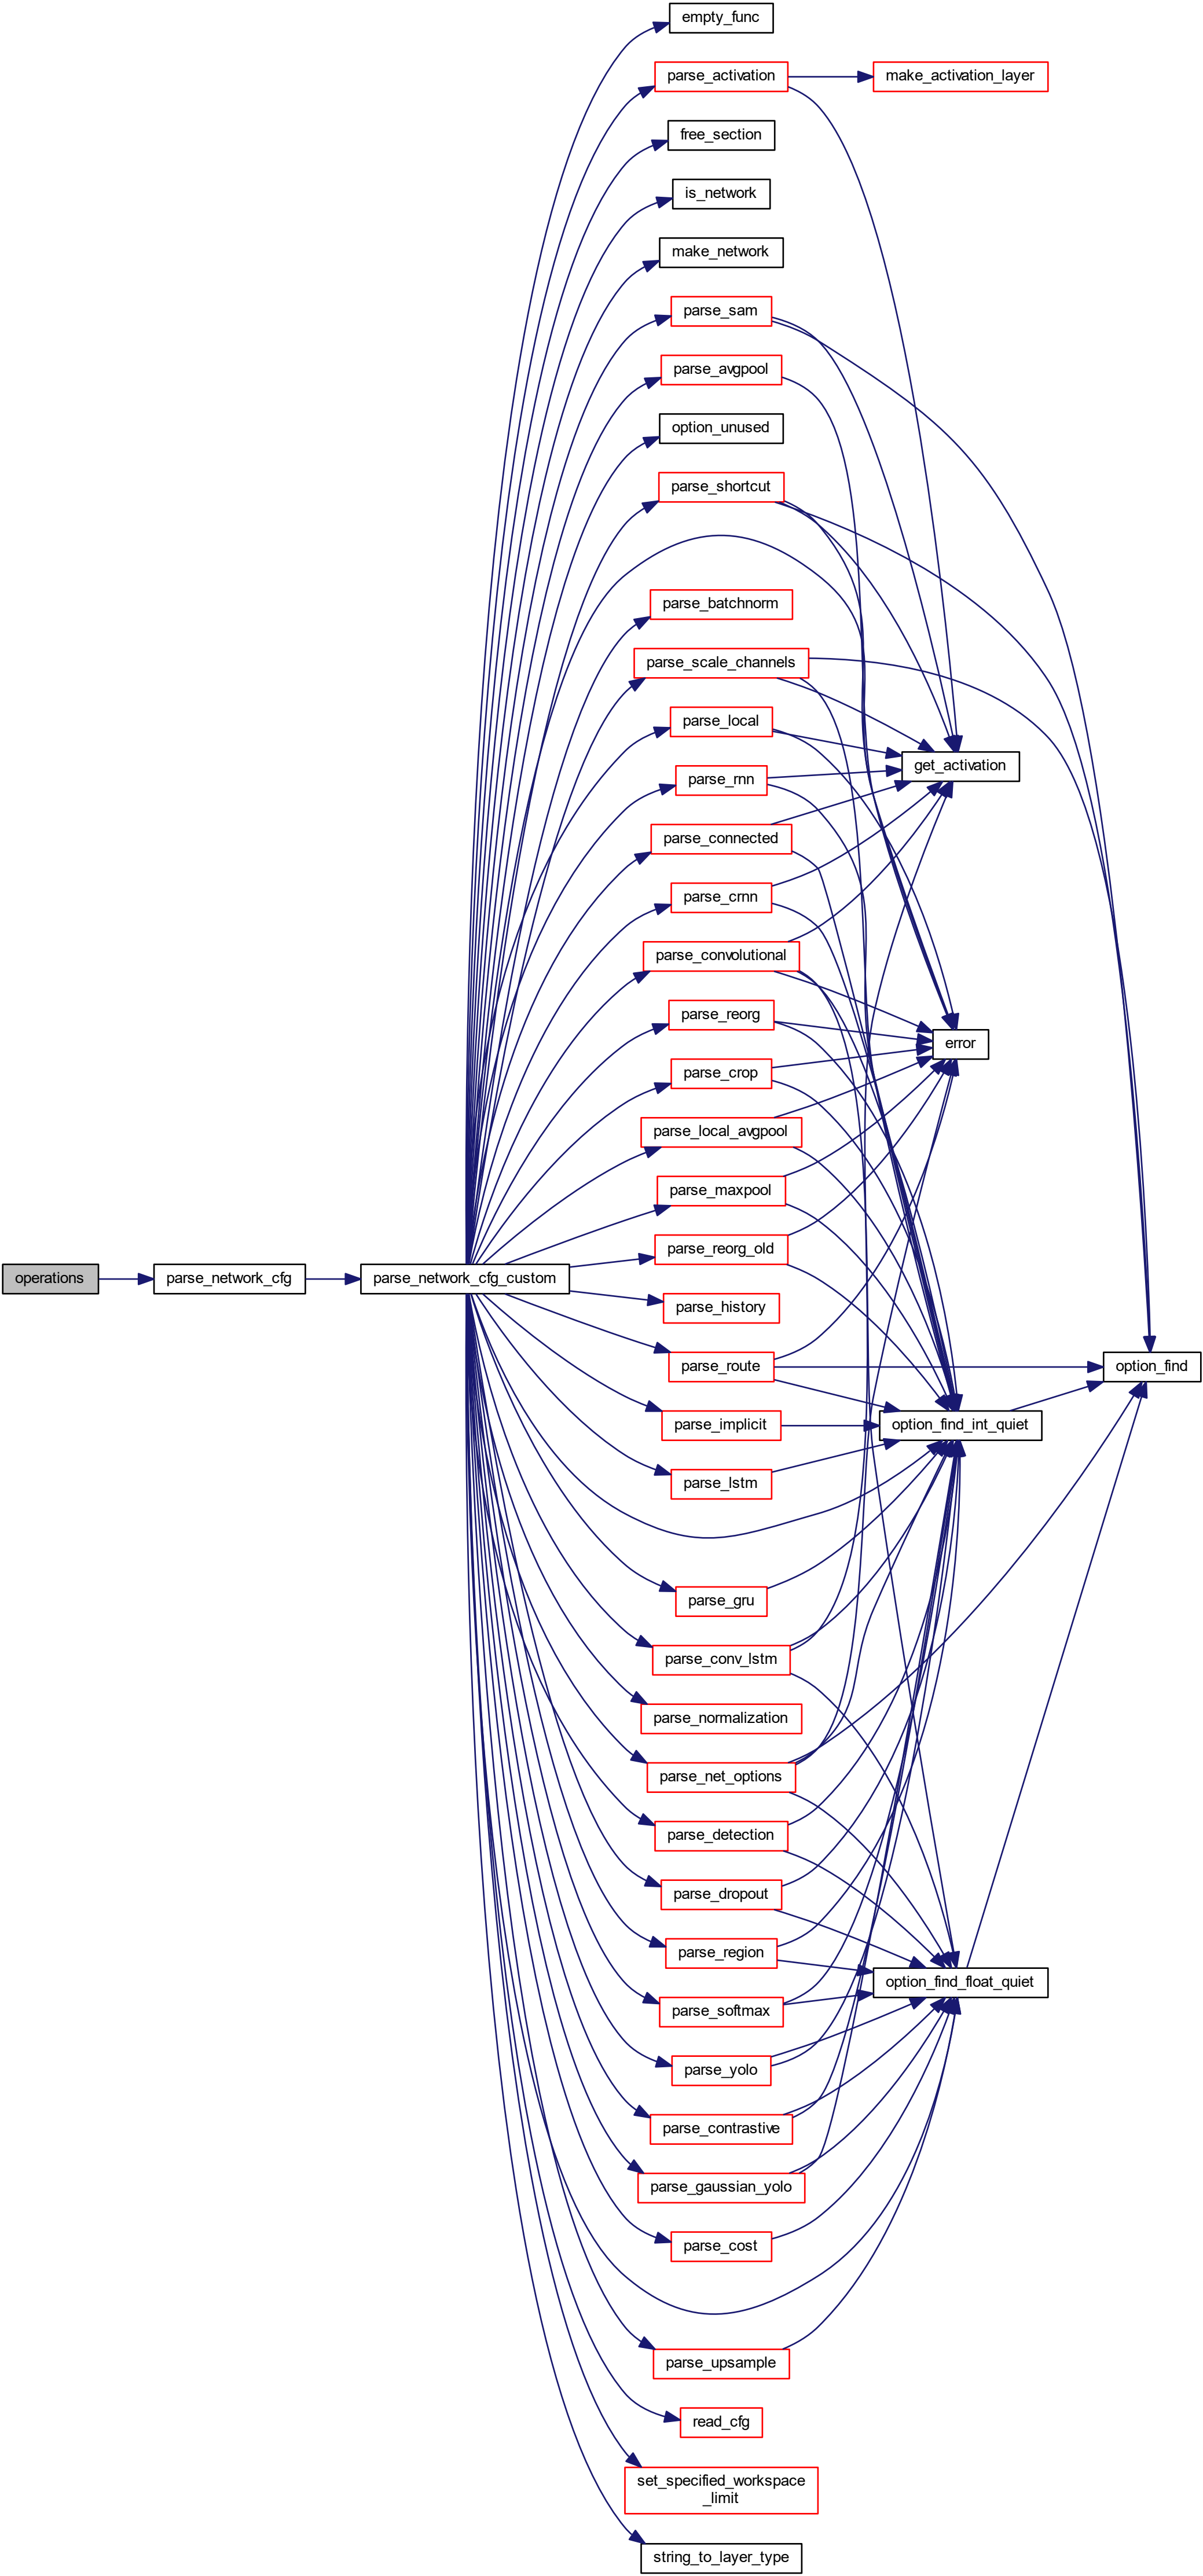 empty_func
parse_activation
make_activation_layer
free_section
is_network
make_network
parse_sam
parse_avgpool
option_unused
parse_shortcut
parse_batchnorm
parse_scale_channels
parse_local
get_activation
parse_rnn
parse_connected
parse_crnn
parse_convolutional
parse_reorg
error
parse_crop
parse_local_avgpool
parse_maxpool
parse_reorg_old
operations
parse_network_cfg
parse_network_cfg_custom
parse_history
parse_route
option_find
parse_implicit
option_find_int_quiet
parse_lstm
parse_gru
parse_conv_lstm
parse_normalization
parse_net_options
parse_detection
parse_dropout
parse_region
option_find_float_quiet
parse_softmax
parse_yolo
parse_contrastive
parse_gaussian_yolo
parse_cost
parse_upsample
read_cfg
set_specified_workspace
_limit
string_to_layer_type